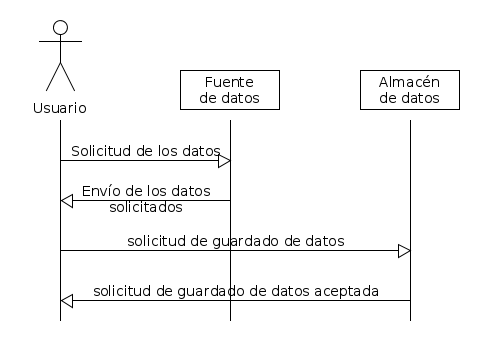 Usuario
Fuente
de datos
Almacén
de datos
Solicitud de los datos
Envío de los datos
solicitados
solicitud de guardado de datos
solicitud de guardado de datos aceptada